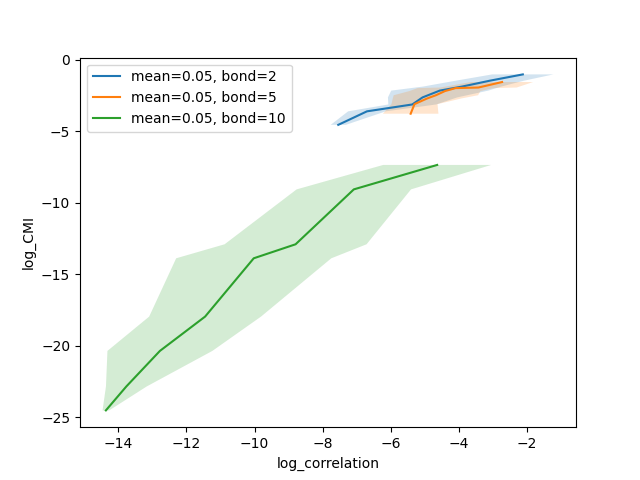 0
−5
−10
−15
−20
−25
log_CMI
mean=0.05, bond=2
mean=0.05, bond=5
mean=0.05, bond=10
−14
−12
−10
−8
−6
−4
−2
log_correlation